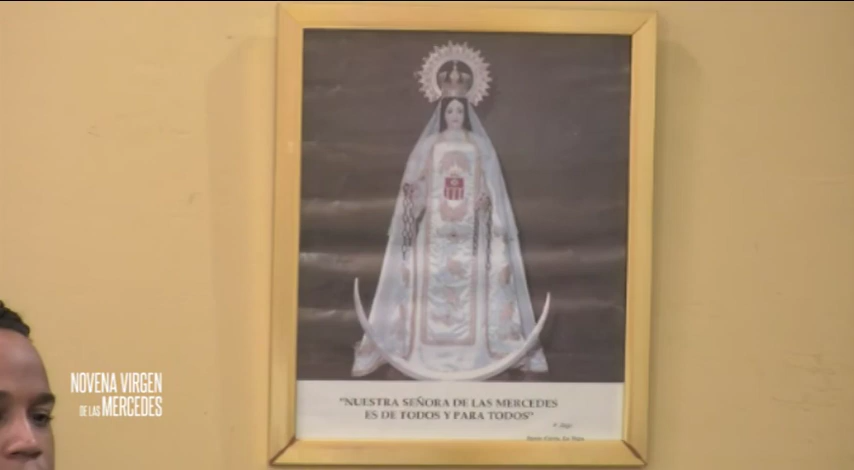 NOVENA VIRGEN
DE LAS MERCEDES
"NUESTRA SEÑORA DE LAS MERCEDES
ES DE TODOS Y PARA TODOS"